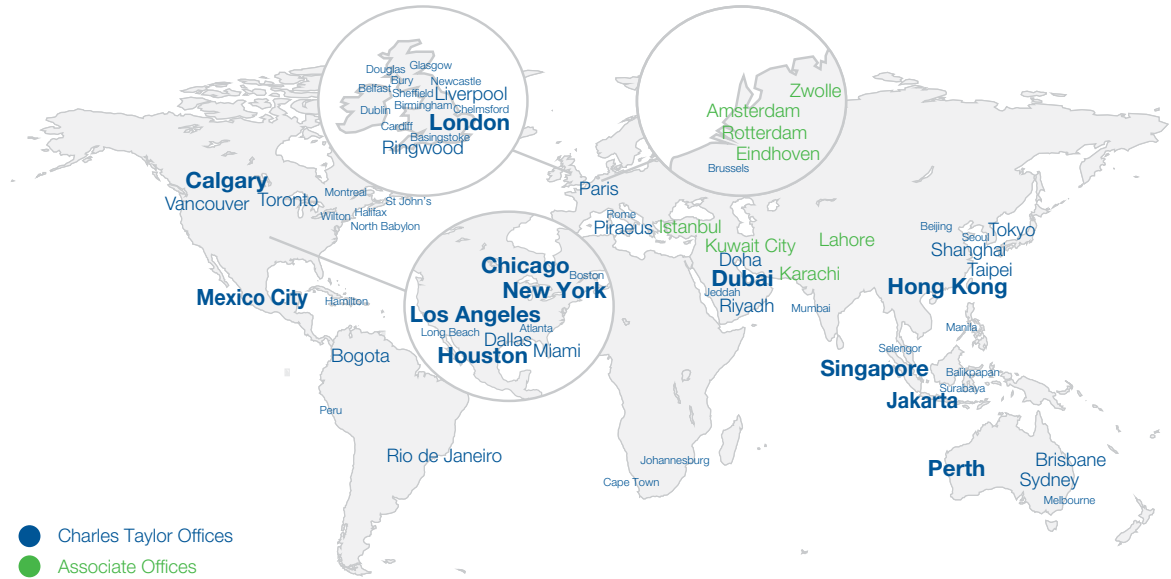 Douglas
Glasgow
Bury
Newcastle
Belfast
Sheffield
Liverpool
Birmingham
Dublin
Chelmsford
Cardiff
London
Basingstoke
Ringwood
Zwolle
Amsterdam
Rotterdam
Eindhoven
Brussels
Calgary
Vancouver
Toronto
Montreal
St John's
Halifax
Wilton
North Babylon
Paris
Rome
Piraeus
Istanbul
Kuwait City
Lahore
Doha
Dubai
Karachi
Jeddah
Riyadh
Mumbai
Beijing
Seoul
Tokyo
Shanghai
Taipei
Hong Kong
Chicago
Boston
New York
Los Angeles
Long Beach
Atlanta
Dallas
Miami
Houston
Mexico City
Hamilton
Bogota
Peru
Rio de Janeiro
Manila
Selengor
Singapore
Balikpapan
Surabaya
Jakarta
Johannesburg
Cape Town
Perth
Brisbane
Sydney
Melbourne
Charles Taylor Offices
Associate Offices